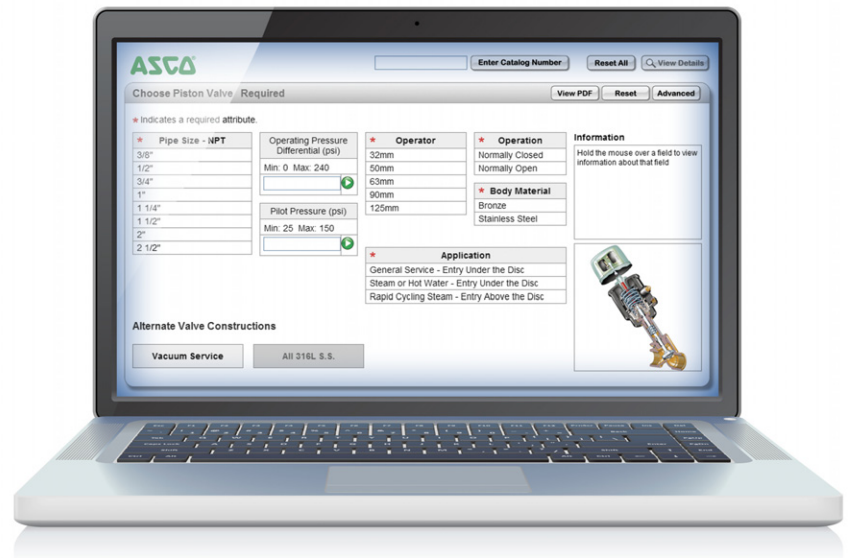 ASCO
Enter Catalog Number
Reset All
View Details
Choose Piston Valve Required
View PDF
Reset
Advanced
* Indicates a required attribute.
* Pipe Size - NPT
3/8"
1/2"
3/4"
1"
1 1/4"
1 1/2"
2"
2 1/2"
Operating Pressure
Differential (psi)
Min: 0 Max: 240
Pilot Pressure (psi)
Min: 25 Max: 150
* Operator
32mm
50mm
63mm
90mm
125mm
* Operation
Normally Closed
Normally Open
* Body Material
Bronze
Stainless Steel
* Application
General Service - Entry Under the Disc
Steam or Hot Water - Entry Under the Disc
Rapid Cycling Steam - Entry Above the Disc
Information
Hold the mouse over a field to view
information about that field
Alternate Valve Constructions
Vacuum Service
All 316L S.S.